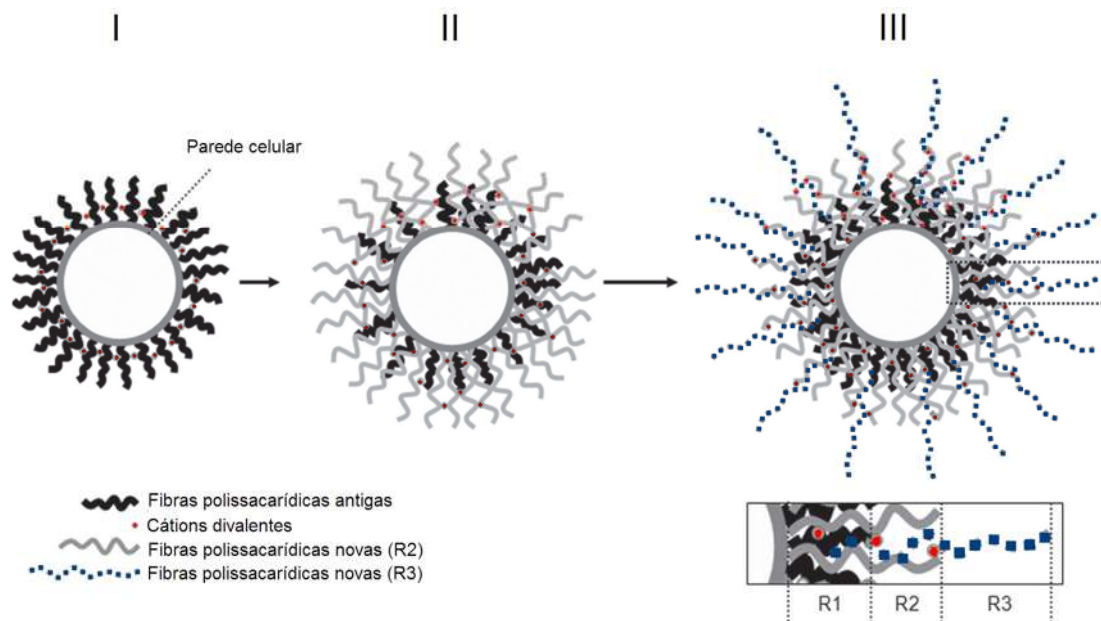 I
II
III
Parede celular
Fibras polissacarídicas antigas
Cátions divalentes
Fibras polissacarídicas novas (R2)
Fibras polissacarídicas novas (R3)
R1
R2
R3